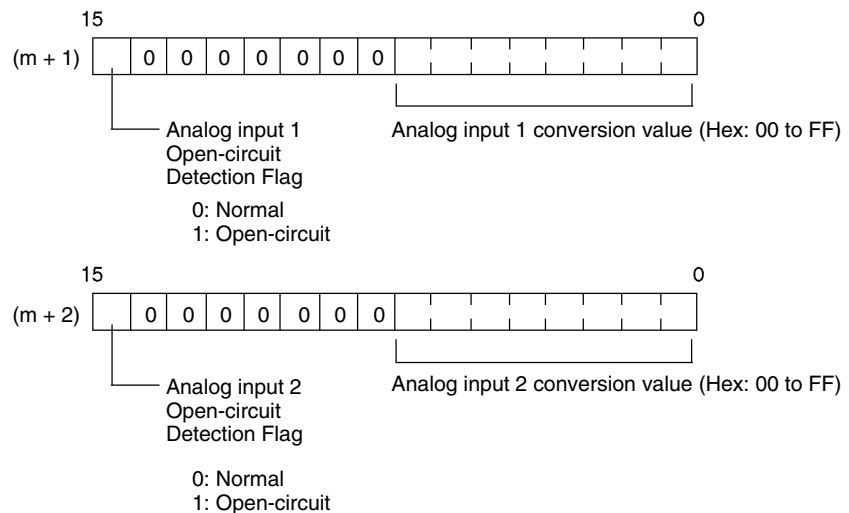 15 0
(m + 1) 0 0 0 0 0 0 0
Analog input 1
Open-circuit
Detection Flag
0: Normal
1: Open-circuit
Analog input 1 conversion value (Hex: 00 to FF)
15 0
(m + 2) 0 0 0 0 0 0 0
Analog input 2
Open-circuit
Detection Flag
0: Normal
1: Open-circuit
Analog input 2 conversion value (Hex: 00 to FF)